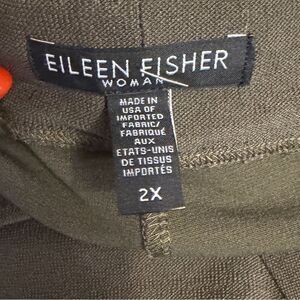 EILEEN FISHER
WOMAN
MADE IN
USA OF
IMPORTED
FABRIC/
FABRIQUÉ
AUX
ETATS-UNIS
DE TISSUS
IMPORTÉS
2X